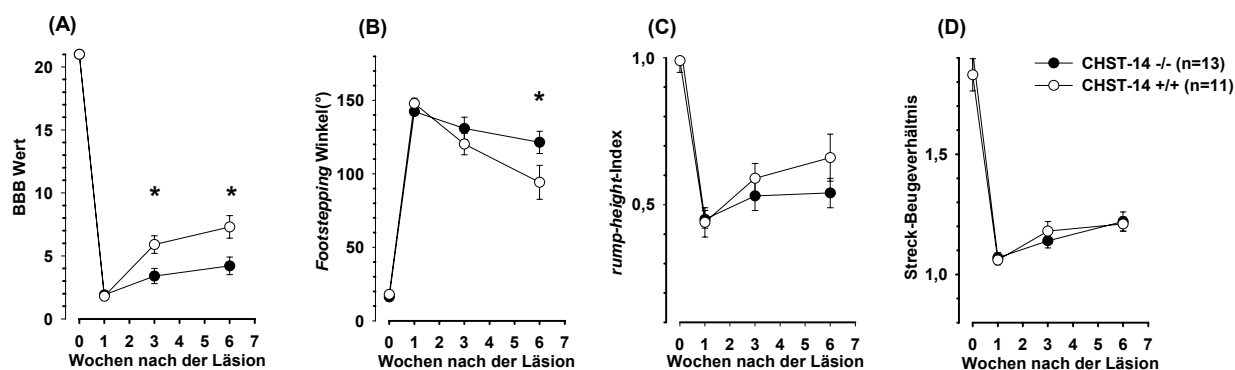 (A)
(B)
(C)
(D)
BBB Wert
20
15
10
5
0
*
*
0 1 2 3 4 5 6 7
Wochen nach der Läsion
Footstepping Winkel(°)
150
100
50
0
*
0 1 2 3 4 5 6 7
Wochen nach der Läsion
rump-height-Index
1,0
0,5
0 1 2 3 4 5 6 7
Wochen nach der Läsion
Streck-Beugeverhältnis
1,8
1,5
1,0
CHST-14 -/- (n=13)
CHST-14 +/+ (n=11)
0 1 2 3 4 5 6 7
Wochen nach der Läsion